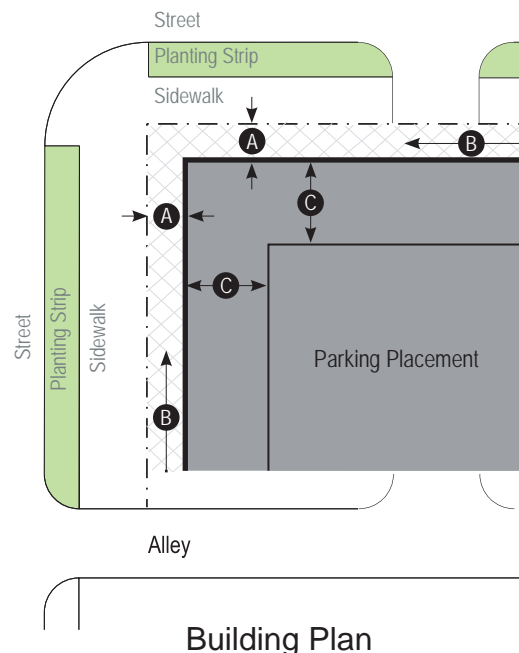 Street
Planting Strip
Sidewalk
A
B
C
A
C
Street
Planting Strip
Sidewalk
Parking Placement
B
Alley
Building Plan